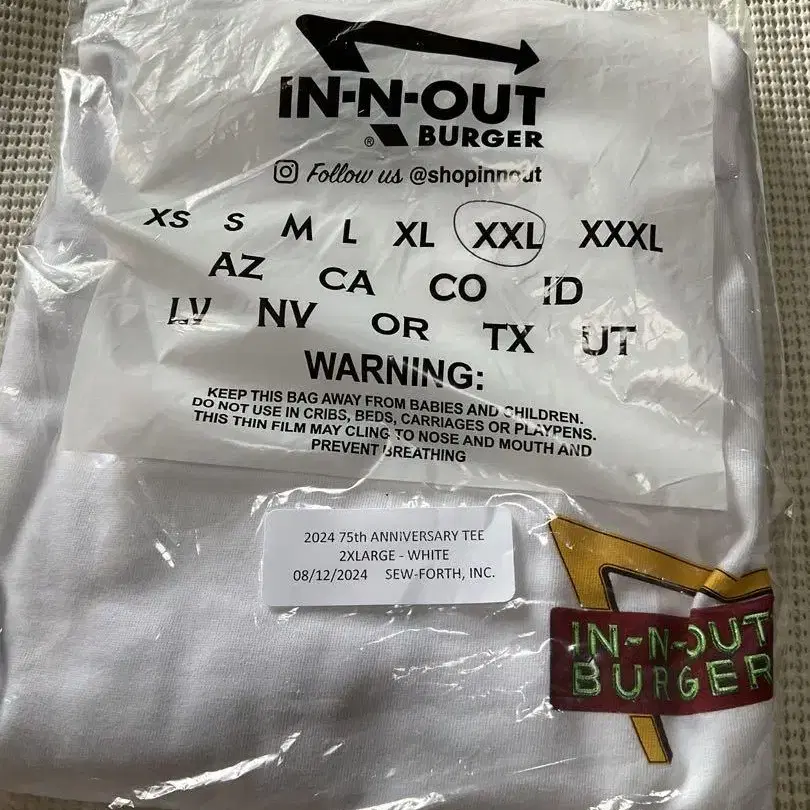 IN-N-OUT
® BURGER
Follow us @shopinnout
XS S M L XL XXL XXXL
AZ CA CO ID
LV NV OR TX UT
WARNING:
KEEP THIS BAG AWAY FROM BABIES AND CHILDREN.
DO NOT USE IN CRIBS, BEDS, CARRIAGES OR PLAYPENS.
THIS THIN FILM MAY CLING TO NOSE AND MOUTH AND
PREVENT BREATHING
2024 75th ANNIVERSARY TEE
2XLARGE - WHITE
08/12/2024 SEW-FORTH, INC.
IN-N-OUT
BURGER